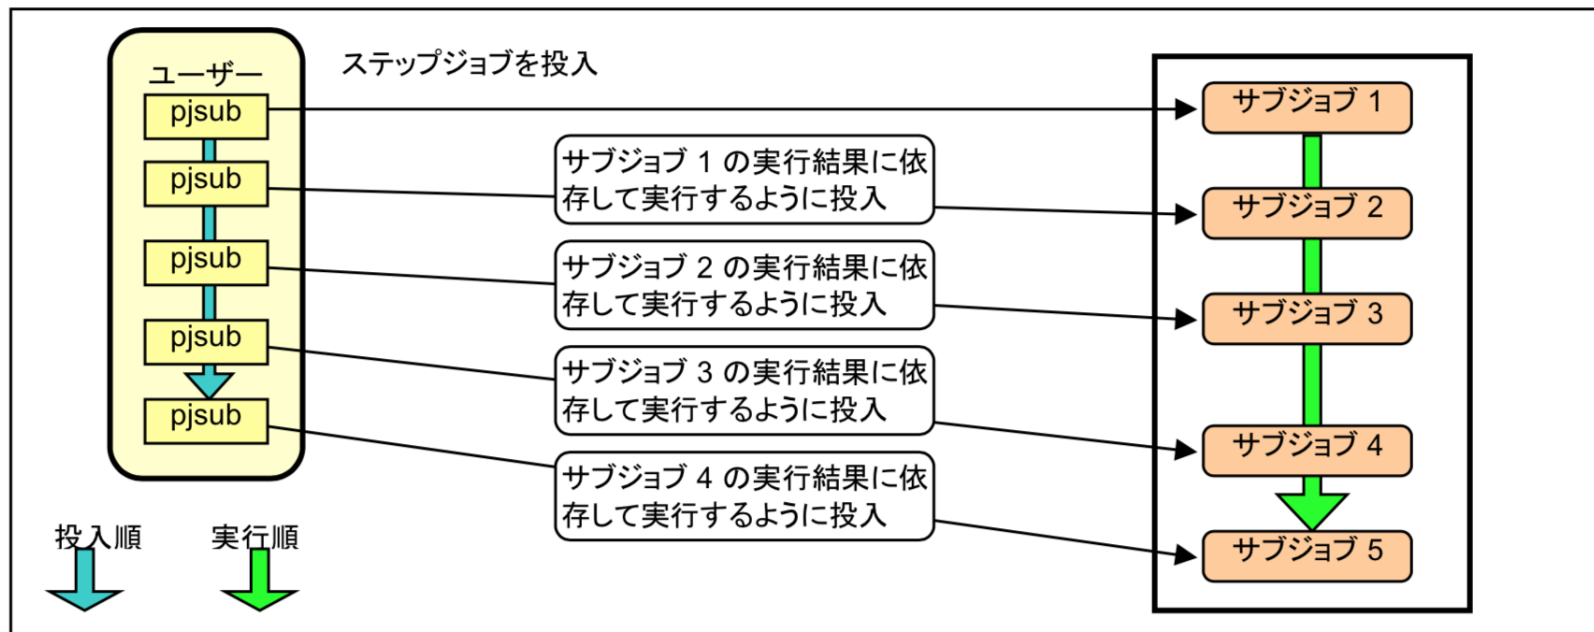 ステップジョブを投入
ユーザー
pjsub
pjsub
pjsub
pjsub
pjsub
サブジョブ 1 の実行結果に依
存して実行するように投入
サブジョブ 2 の実行結果に依
存して実行するように投入
サブジョブ 3 の実行結果に依
存して実行するように投入
サブジョブ 4 の実行結果に依
存して実行するように投入
サブジョブ 1
サブジョブ 2
サブジョブ 3
サブジョブ 4
サブジョブ 5
投入順
実行順